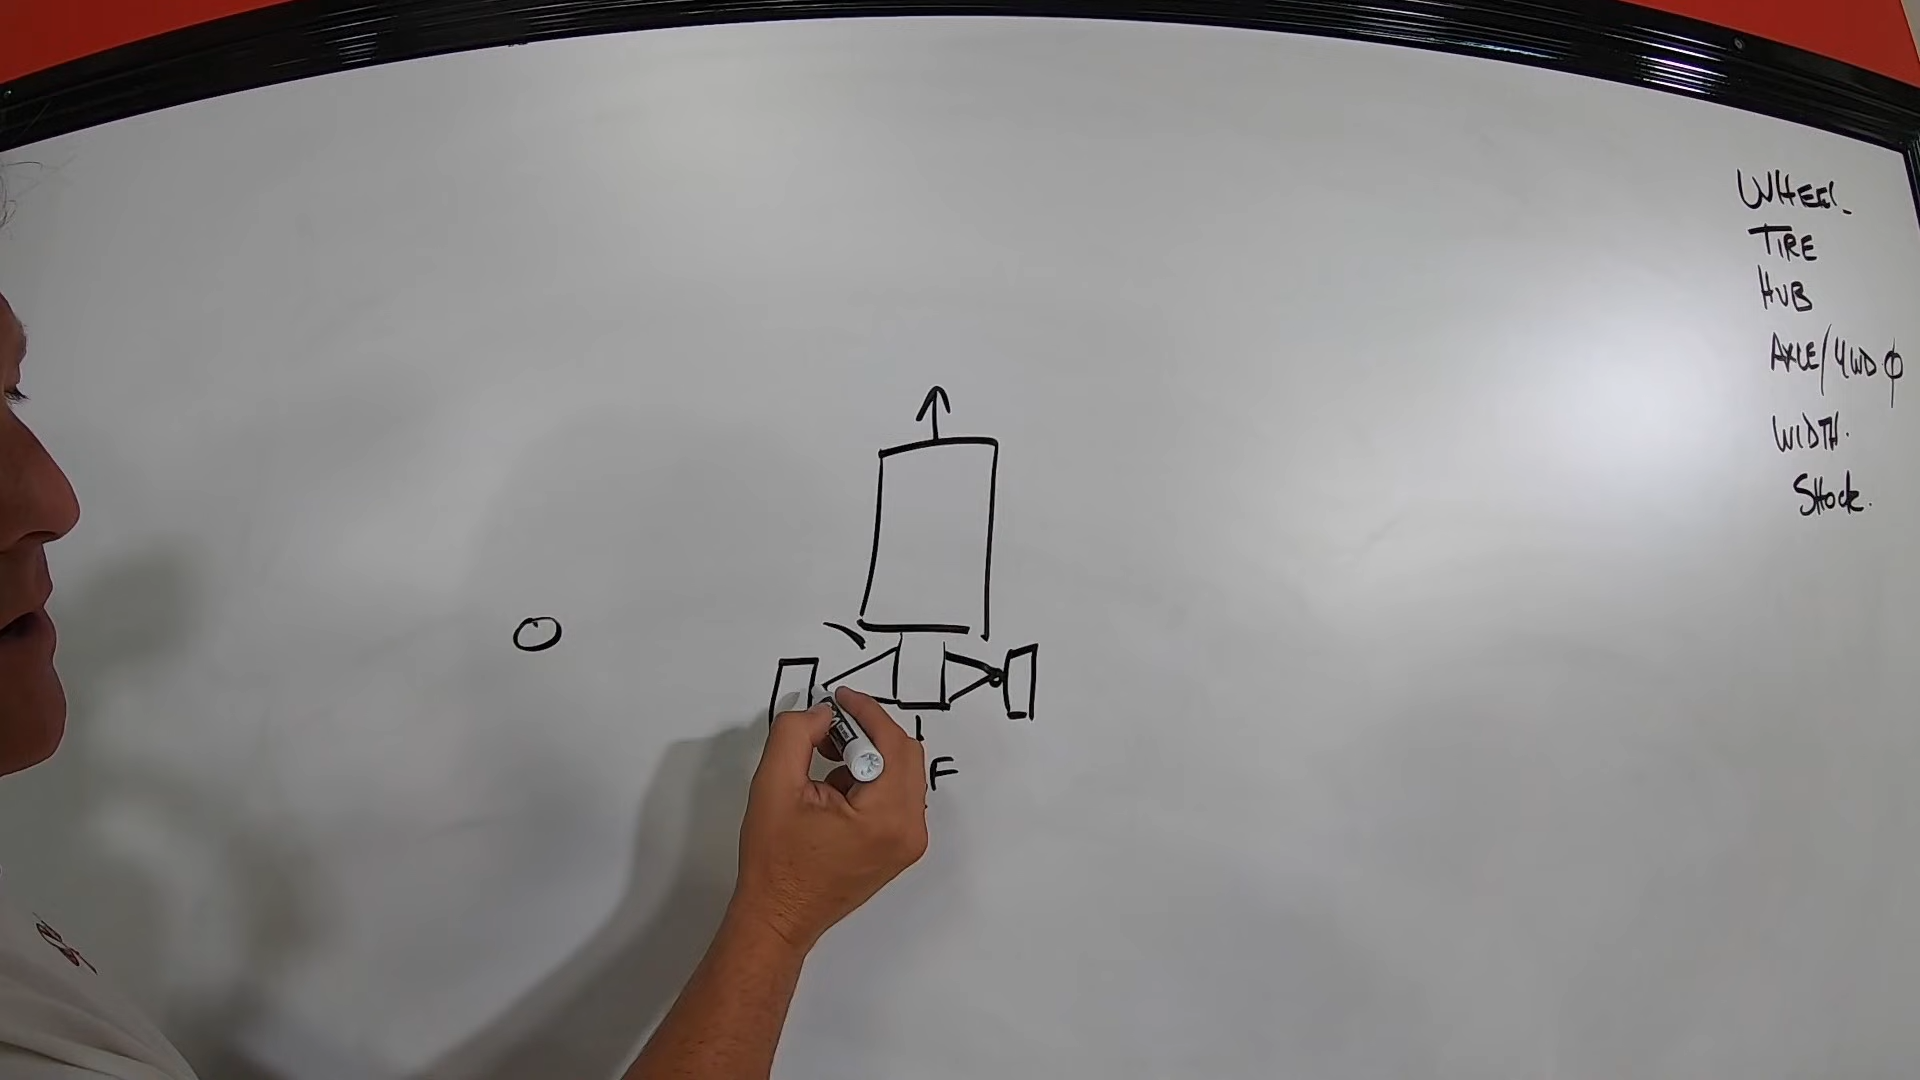 WHEEL
TIRE
HUB
AXLE/4WD ϕ
WIDTH.
SHock.
F